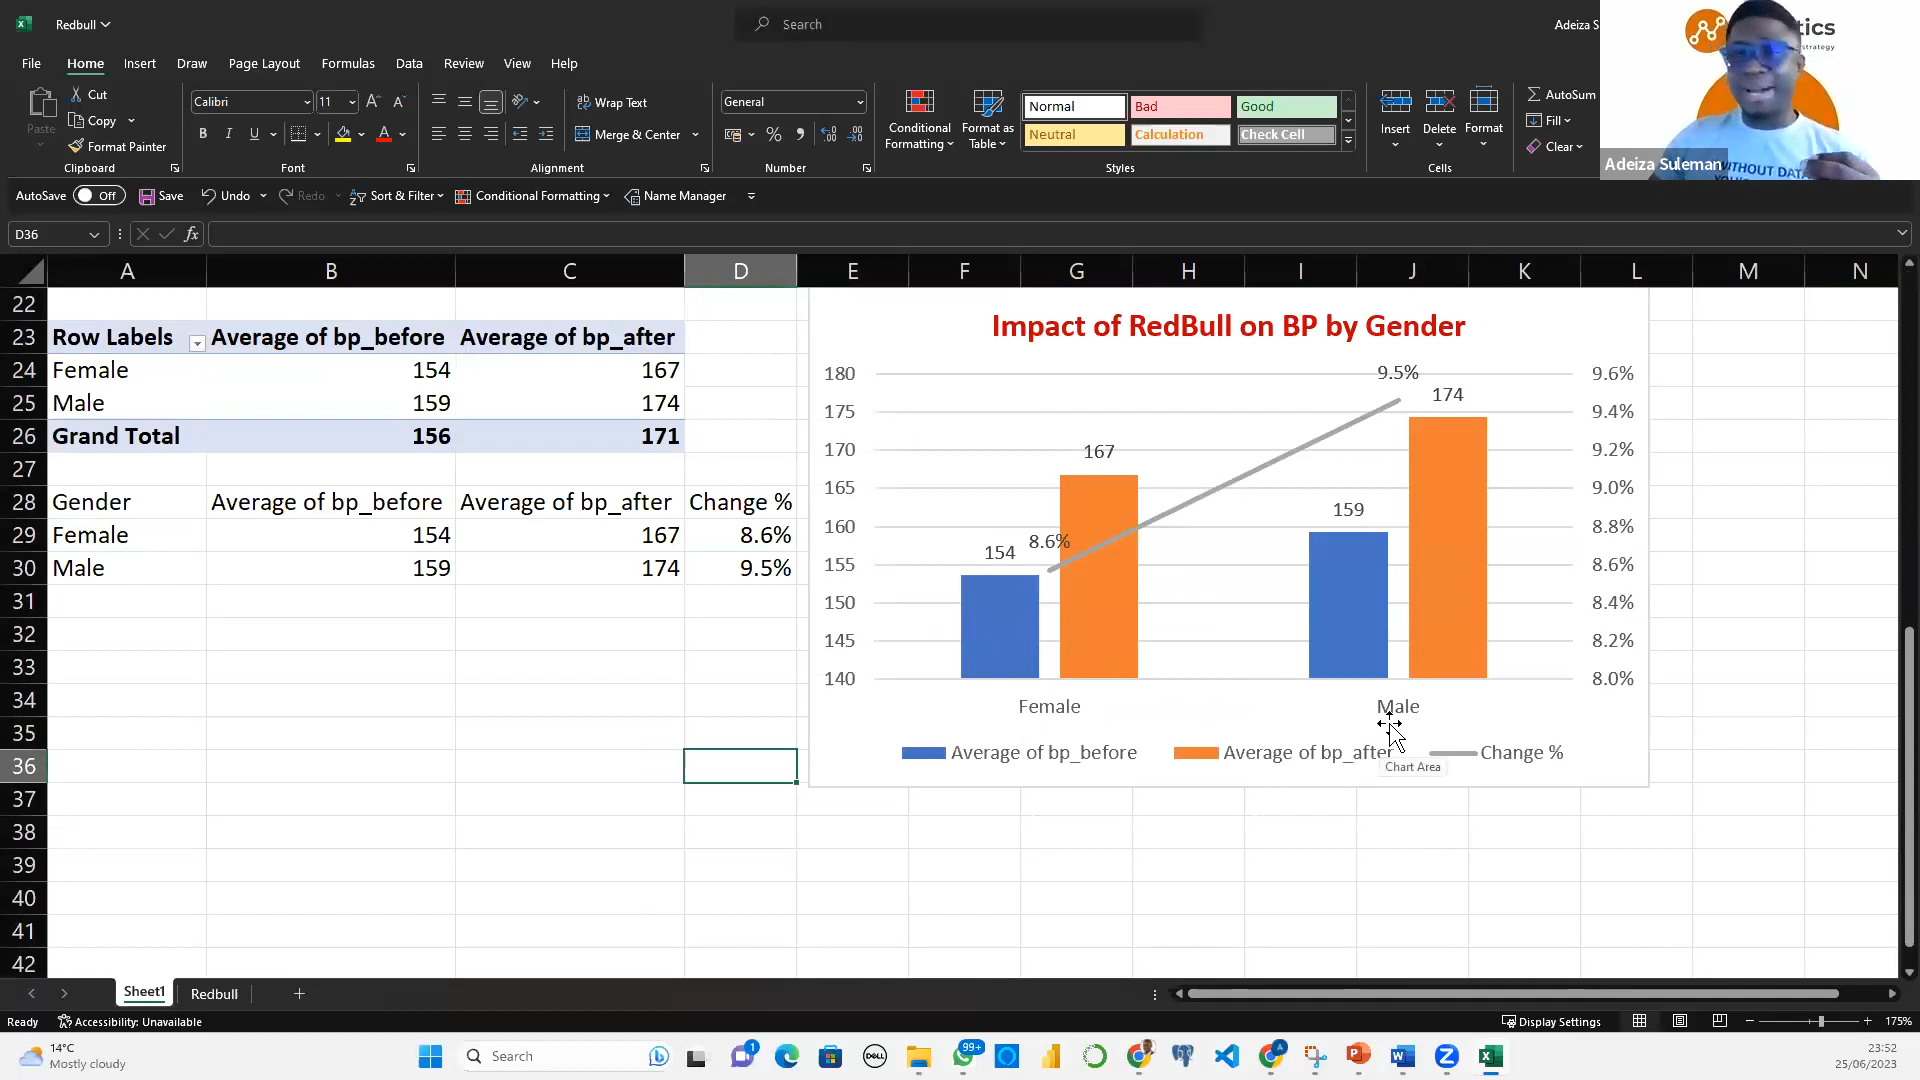 Redbull
Search
Adeiza S
tics
rstrategy
File Home Insert Draw Page Layout Formulas Data Review View Help
Paste
Cut
Copy
Format Painter
Clipboard
Calibri 11
B I U
Font
Wrap Text
Merge & Center
Alignment
General
Number
Conditional Formatting
Format as Table
Normal Bad Good
Neutral Calculation Check Cell
Styles
Insert Delete Format
Cells
AutoSum
Fill
Clear
Adeiza Suleman
WITHOUT DATA
AutoSave Off Save Undo Redo Sort & Filter Conditional Formatting Name Manager
D36 fx
A B C D E F G H I J K L M N
22
23 Row Labels Average of bp_before Average of bp_after
24 Female 154 167
25 Male 159 174
26 Grand Total 156 171
27
28 Gender Average of bp_before Average of bp_after Change %
29 Female 154 167 8.6%
30 Male 159 174 9.5%
31
32
33
34
35
36
37
38
39
40
41
42
Impact of RedBull on BP by Gender
180 9.6%
175 9.4%
170 9.2%
165 9.0%
160 8.8%
155 8.6%
150 8.4%
145 8.2%
140 8.0%
154 8.6% 167
159 9.5% 174
Female Male
Average of bp_before Average of bp_after Change %
Chart Area
Sheet1 Redbull
Ready Accessibility: Unavailable
Display Settings
175%
14°C
Mostly cloudy
Search
1
DELL
99+
23:52
25/06/2023